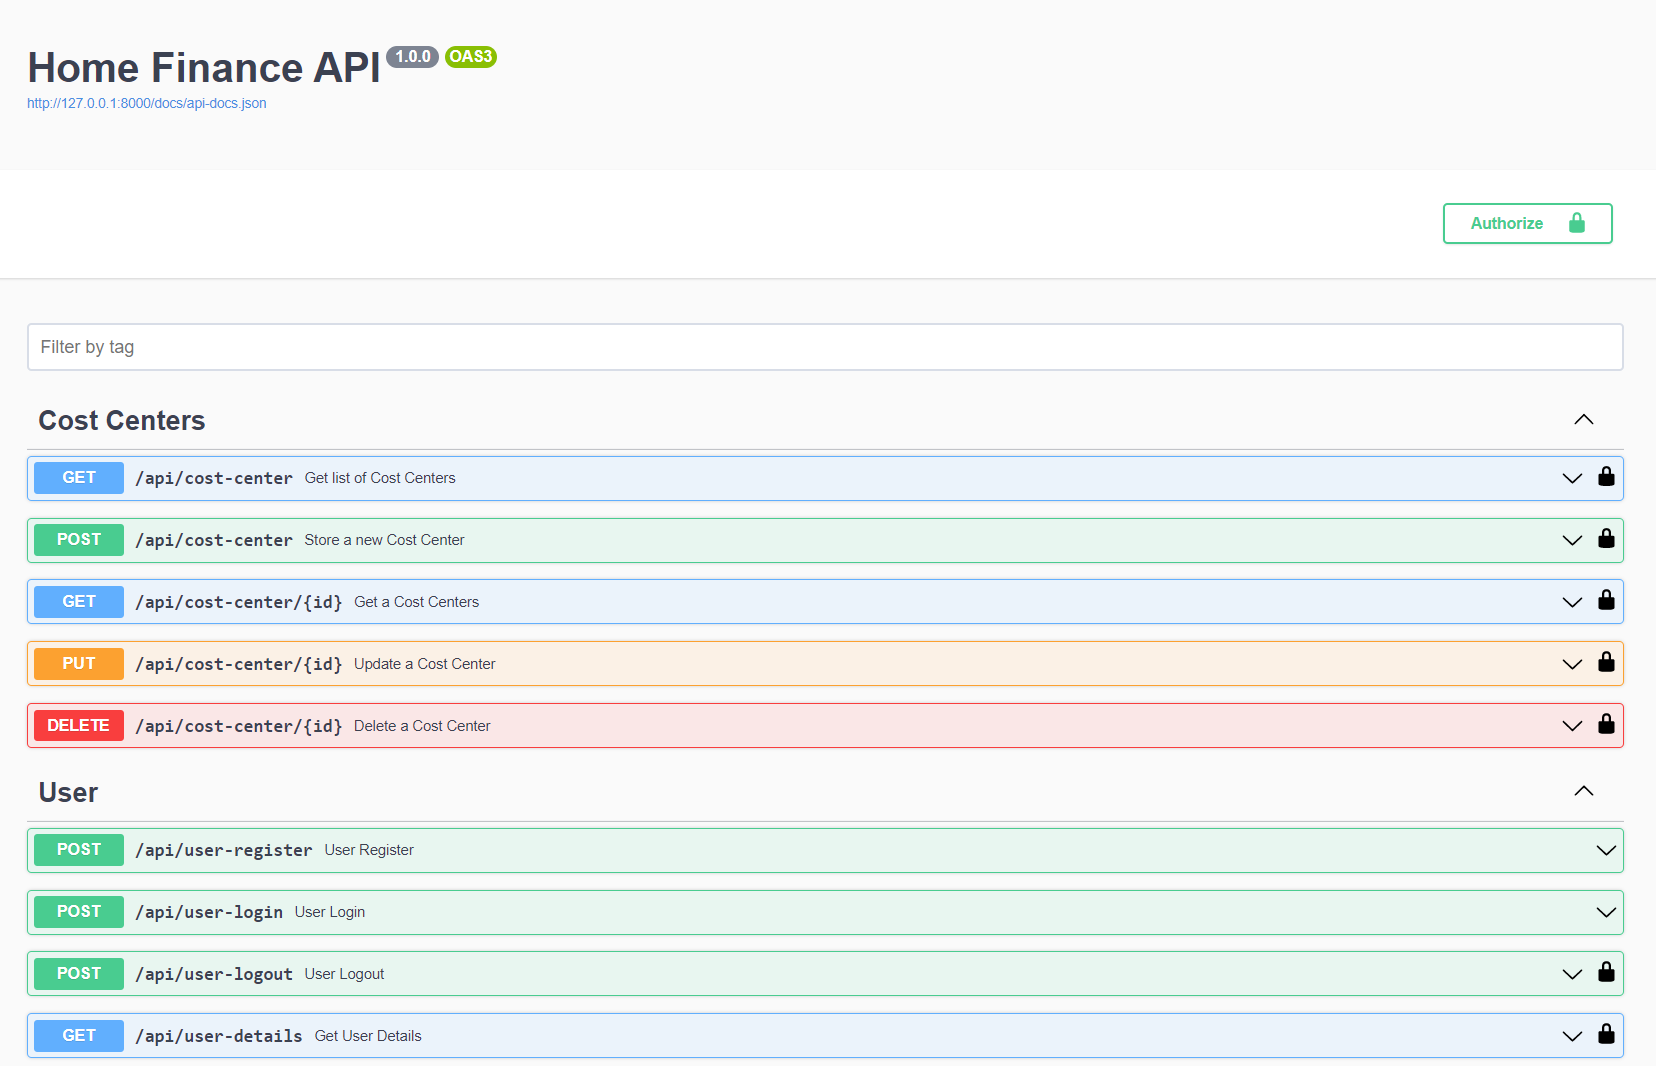 Home Finance API 1.0.0 OAS3
http://127.0.0.1:8000/docs/api-docs.json
Authorize
Filter by tag
Cost Centers
GET /api/cost-center Get list of Cost Centers
POST /api/cost-center Store a new Cost Center
GET /api/cost-center/{id} Get a Cost Centers
PUT /api/cost-center/{id} Update a Cost Center
DELETE /api/cost-center/{id} Delete a Cost Center
User
POST /api/user-register User Register
POST /api/user-login User Login
POST /api/user-logout User Logout
GET /api/user-details Get User Details